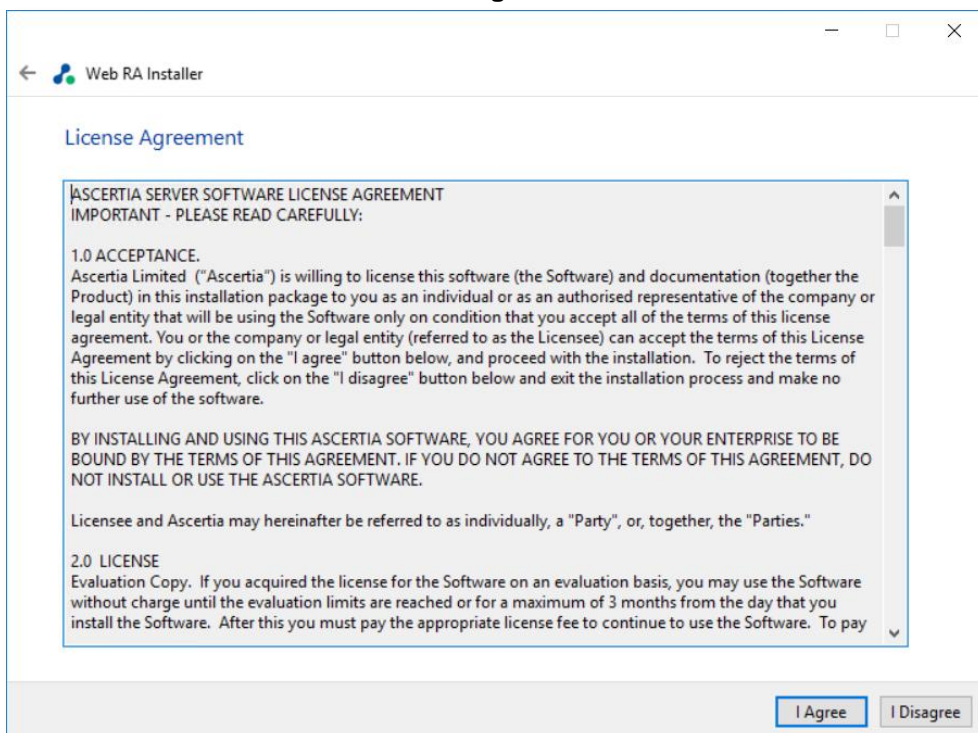 Web RA Installer
License Agreement
ASCERTIA SERVER SOFTWARE LICENSE AGREEMENT
IMPORTANT - PLEASE READ CAREFULLY:
1.0 ACCEPTANCE.
Ascertia Limited  ("Ascertia") is willing to license this software (the Software) and documentation (together the
Product) in this installation package to you as an individual or as an authorised representative of the company or
legal entity that will be using the Software only on condition that you accept all of the terms of this license
agreement. You or the company or legal entity (referred to as the Licensee) can accept the terms of this License
Agreement by clicking on the "I agree" button below, and proceed with the installation.  To reject the terms of
this License Agreement, click on the "I disagree" button below and exit the installation process and make no
further use of the software.
BY INSTALLING AND USING THIS ASCERTIA SOFTWARE, YOU AGREE FOR YOU OR YOUR ENTERPRISE TO BE
BOUND BY THE TERMS OF THIS AGREEMENT. IF YOU DO NOT AGREE TO THE TERMS OF THIS AGREEMENT, DO
NOT INSTALL OR USE THE ASCERTIA SOFTWARE.
Licensee and Ascertia may hereinafter be referred to as individually, a "Party", or, together, the "Parties."
2.0  LICENSE
Evaluation Copy.  If you acquired the license for the Software on an evaluation basis, you may use the Software
without charge until the evaluation limits are reached or for a maximum of 3 months from the day that you
install the Software.  After this you must pay the appropriate license fee to continue to use the Software.  To pay
I Agree
I Disagree